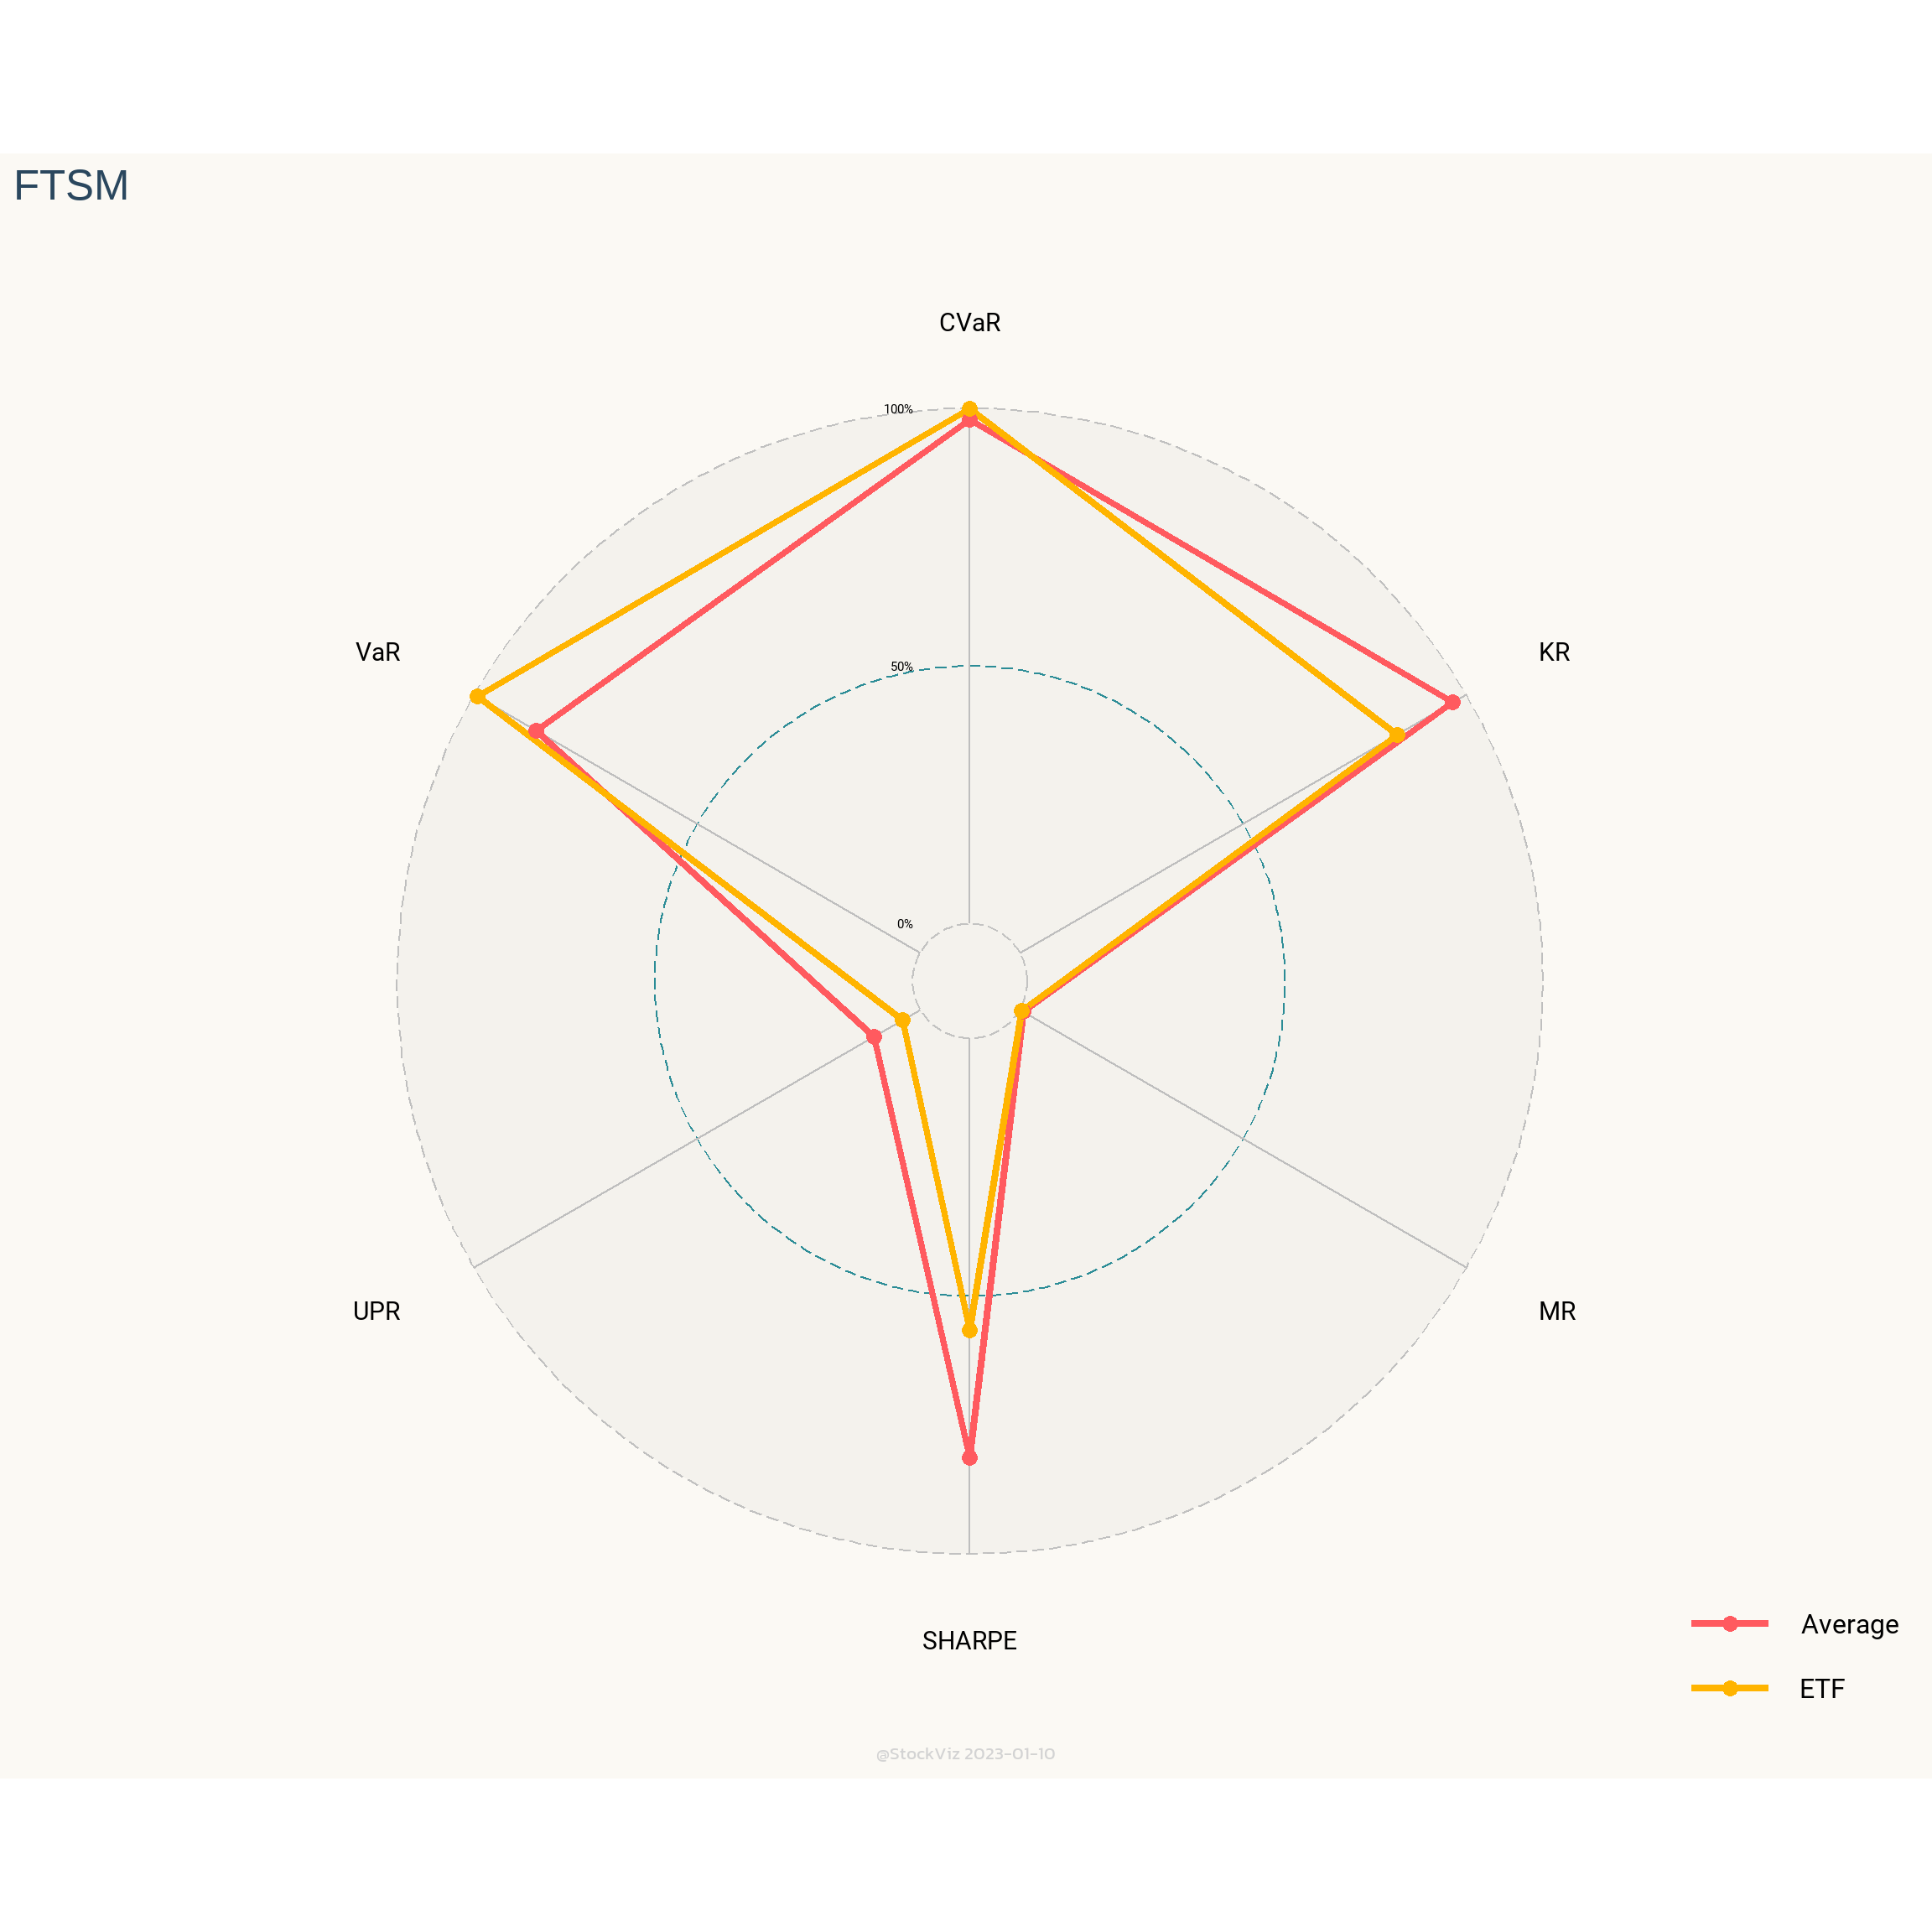 FTSM
CVaR
100%
VaR
KR
50%
0%
UPR
MR
SHARPE
Average
ETF
@StockViz 2023-01-10